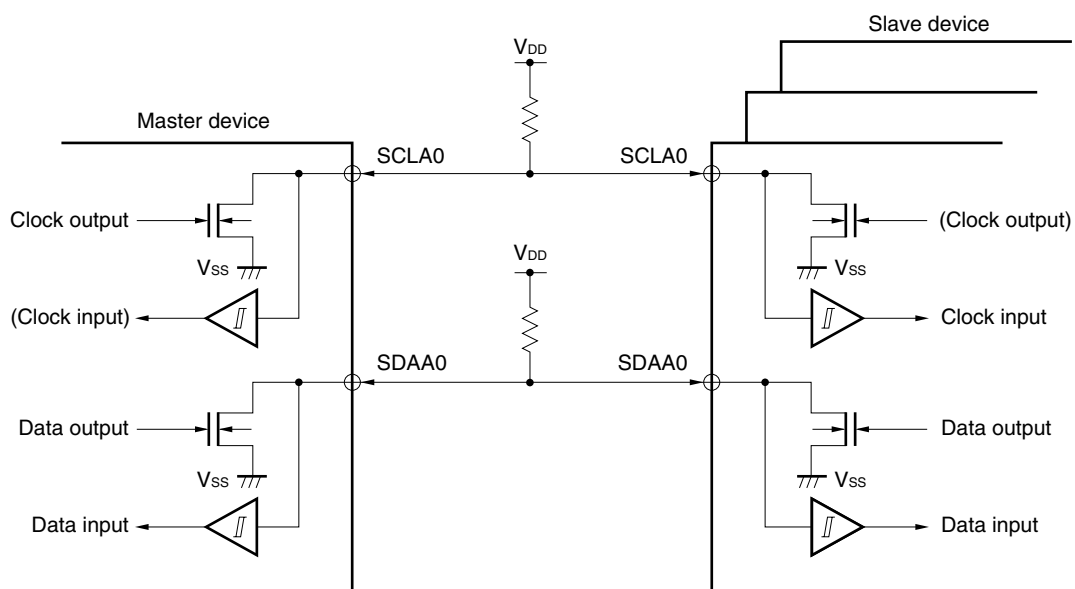 Slave device
VDD
Master device
SCLA0
SCLA0
Clock output
(Clock output)
VSS
VDD
VSS
(Clock input)
Clock input
SDAA0
SDAA0
Data output
Data output
VSS
VSS
Data input
Data input